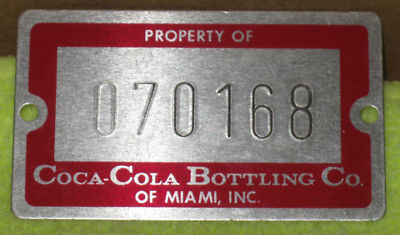 PROPERTY OF
070168
COCA-COLA BOTTLING CO.
OF MIAMI, INC.